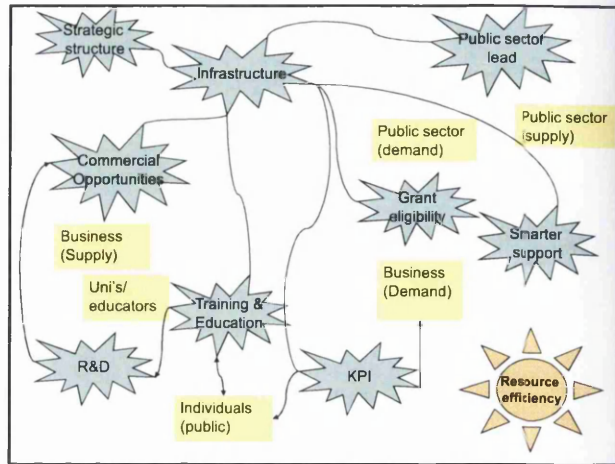 Strategic
structure
Infrastructure
Public sector
lead
Public sector
(supply)
Public sector
(demand)
Commercial
Opportunities
Grant
eligibility
Smarter
support
Business
(Supply)
Business
(Demand)
Uni's/
educators
Training &
Education
R&D
KPI
Resource
efficiency
Individuals
(public)